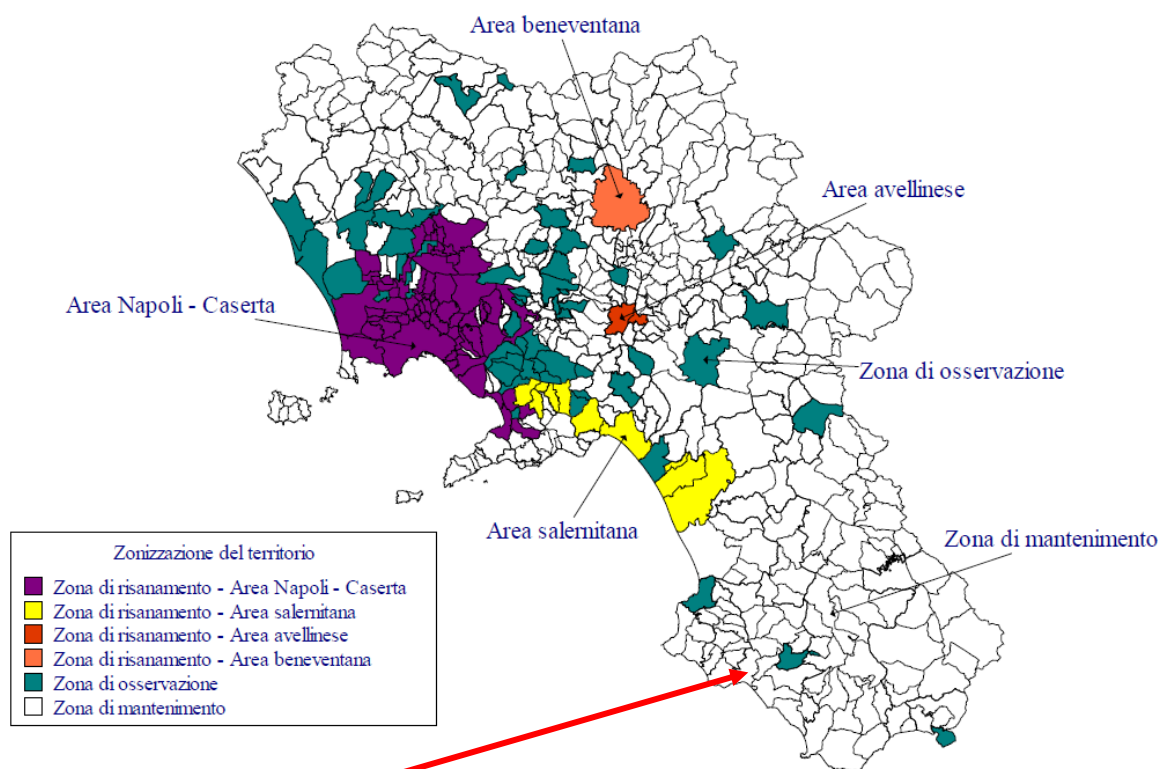 Area beneventana
Area avellinese
Area Napoli - Caserta
Zona di osservazione
Area salernitana
Zona di mantenimento
Zonizzazione del territorio
Zona di risanamento - Area Napoli - Caserta
Zona di risanamento - Area salernitana
Zona di risanamento - Area avellinese
Zona di risanamento - Area beneventana
Zona di osservazione
Zona di mantenimento